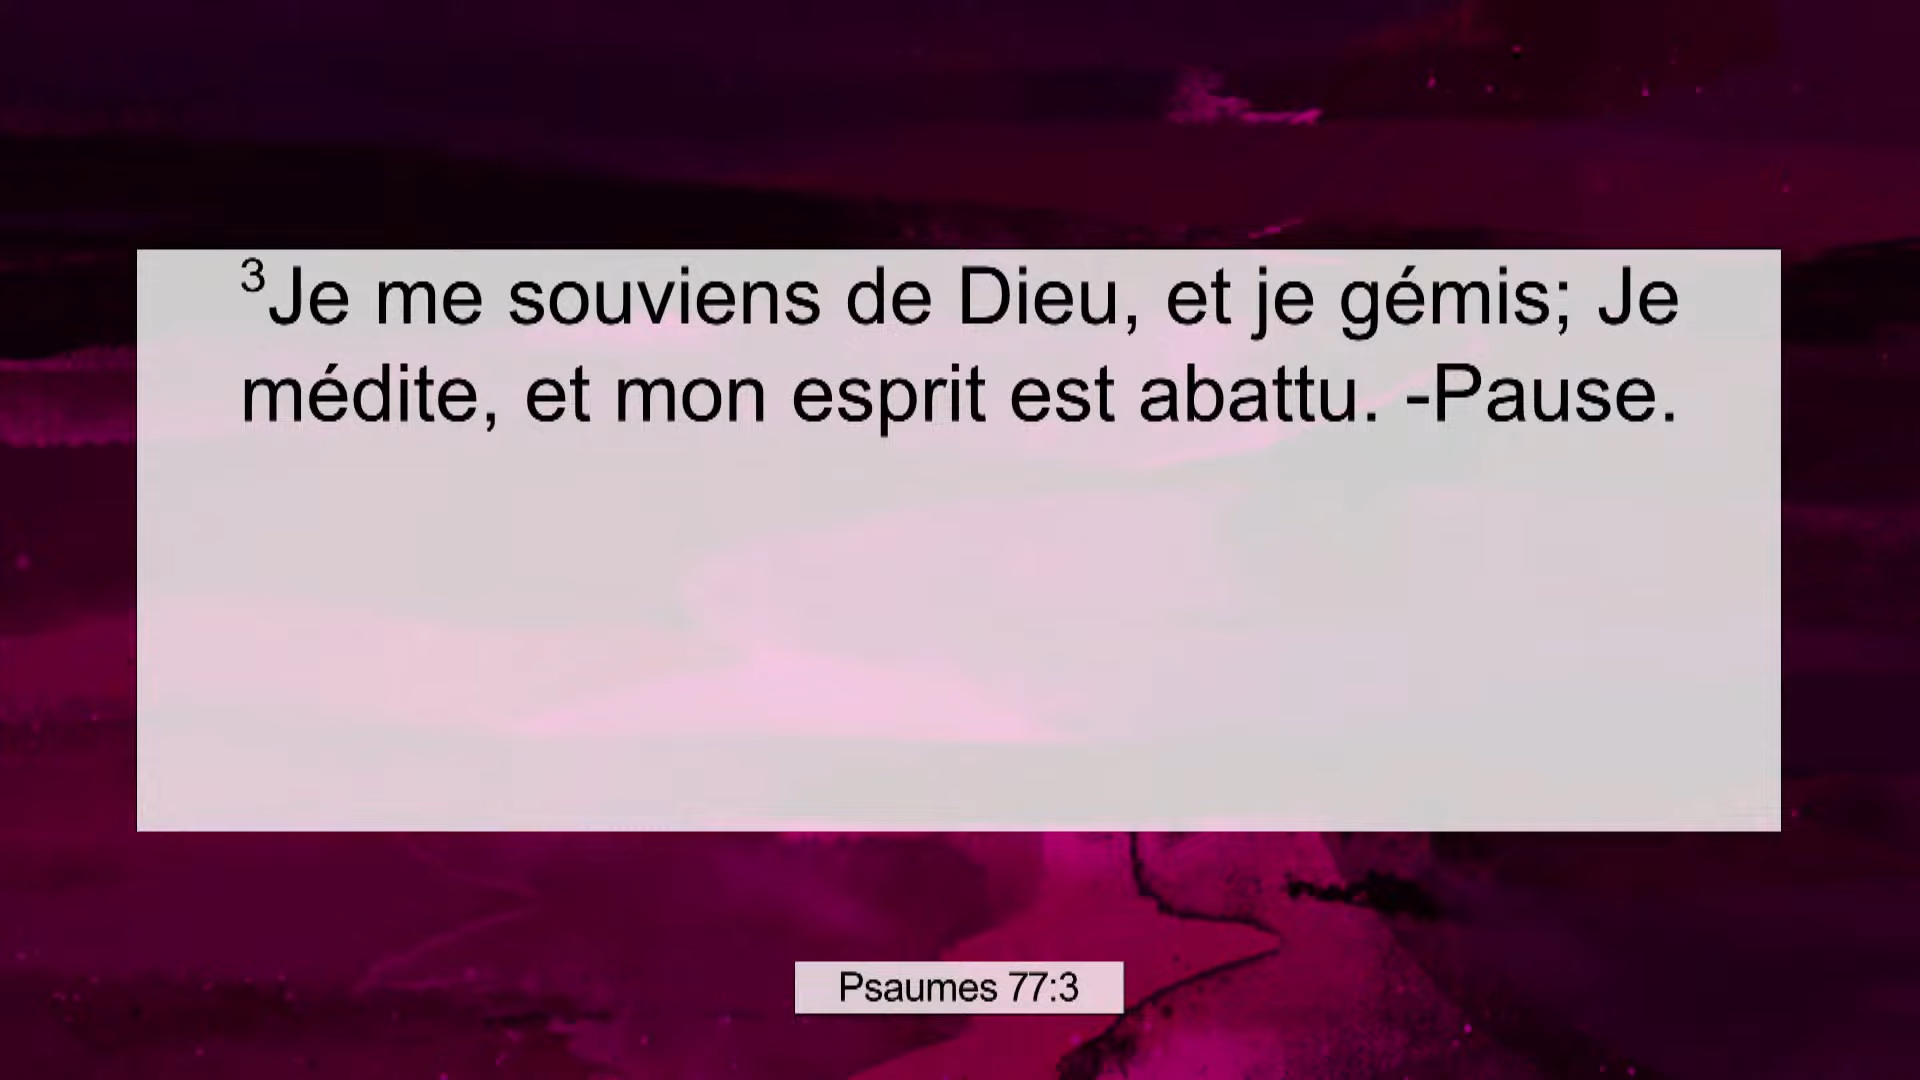 3Je me souviens de Dieu, et je gémis; Je
médite, et mon esprit est abattu. -Pause.
Psaumes 77:3